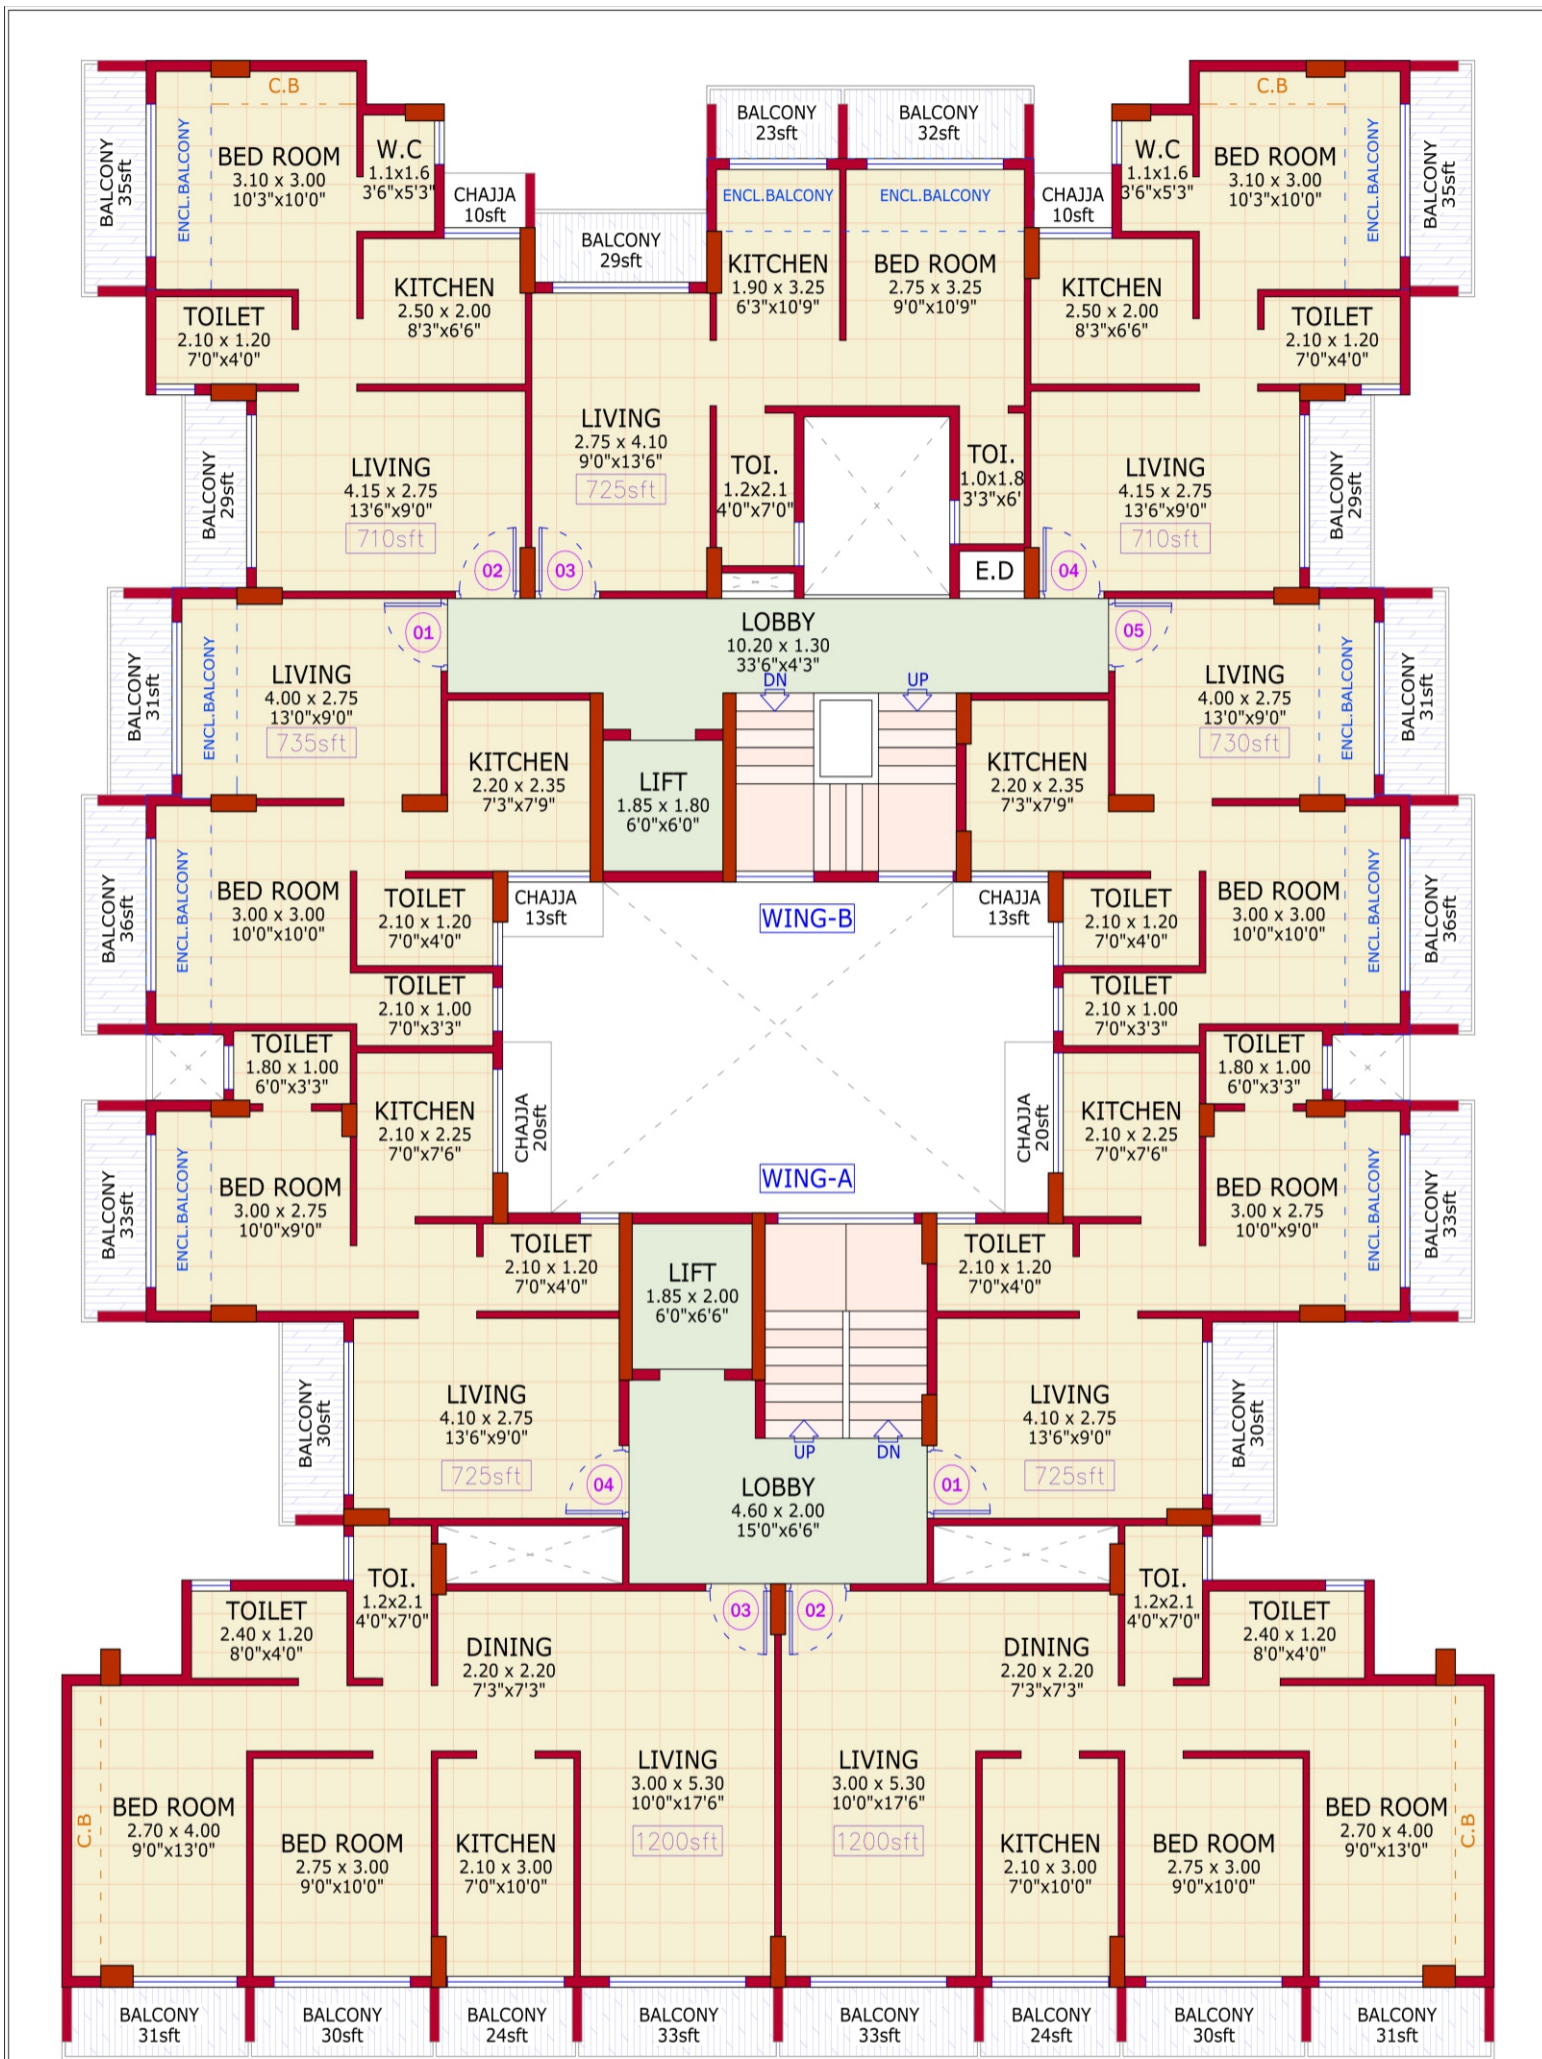 C.B
BALCONY
35sft
ENCL.BALCONY
BED ROOM
3.10 x 3.00
10'3"x10'0"
W.C
1.1x1.6
3'6"x5'3"
CHAJJA
10sft
BALCONY
29sft
BALCONY
23sft
BALCONY
32sft
ENCL.BALCONY
ENCL.BALCONY
KITCHEN
1.90 x 3.25
6'3"x10'9"
BED ROOM
2.75 x 3.25
9'0"x10'9"
CHAJJA
10sft
W.C
1.1x1.6
3'6"x5'3"
C.B
BED ROOM
3.10 x 3.00
10'3"x10'0"
ENCL.BALCONY
BALCONY
35sft
TOILET
2.10 x 1.20
7'0"x4'0"
KITCHEN
2.50 x 2.00
8'3"x6'6"
KITCHEN
2.50 x 2.00
8'3"x6'6"
TOILET
2.10 x 1.20
7'0"x4'0"
BALCONY
29sft
LIVING
4.15 x 2.75
13'6"x9'0"
710sft
02
LIVING
2.75 x 4.10
9'0"x13'6"
725sft
03
TOI.
1.2x2.1
4'0"x7'0"
TOI.
1.0x1.8
3'3"x6'
E.D
LIVING
4.15 x 2.75
13'6"x9'0"
710sft
04
BALCONY
29sft
BALCONY
31sft
ENCL.BALCONY
LIVING
4.00 x 2.75
13'0"x9'0"
735sft
01
LOBBY
10.20 x 1.30
33'6"x4'3"
DN
UP
05
LIVING
4.00 x 2.75
13'0"x9'0"
730sft
ENCL.BALCONY
BALCONY
31sft
KITCHEN
2.20 x 2.35
7'3"x7'9"
LIFT
1.85 x 1.80
6'0"x6'0"
KITCHEN
2.20 x 2.35
7'3"x7'9"
BALCONY
36sft
ENCL.BALCONY
BED ROOM
3.00 x 3.00
10'0"x10'0"
TOILET
2.10 x 1.20
7'0"x4'0"
CHAJJA
13sft
WING-B
CHAJJA
13sft
TOILET
2.10 x 1.20
7'0"x4'0"
BED ROOM
3.00 x 3.00
10'0"x10'0"
ENCL.BALCONY
BALCONY
36sft
TOILET
2.10 x 1.00
7'0"x3'3"
TOILET
2.10 x 1.00
7'0"x3'3"
TOILET
1.80 x 1.00
6'0"x3'3"
TOILET
1.80 x 1.00
6'0"x3'3"
BALCONY
33sft
ENCL.BALCONY
BED ROOM
3.00 x 2.75
10'0"x9'0"
KITCHEN
2.10 x 2.25
7'0"x7'6"
CHAJJA
20sft
WING-A
CHAJJA
20sft
KITCHEN
2.10 x 2.25
7'0"x7'6"
BED ROOM
3.00 x 2.75
10'0"x9'0"
ENCL.BALCONY
BALCONY
33sft
TOILET
2.10 x 1.20
7'0"x4'0"
LIFT
1.85 x 2.00
6'0"x6'6"
TOILET
2.10 x 1.20
7'0"x4'0"
BALCONY
30sft
LIVING
4.10 x 2.75
13'6"x9'0"
725sft
04
UP
DN
LOBBY
4.60 x 2.00
15'0"x6'6"
01
LIVING
4.10 x 2.75
13'6"x9'0"
725sft
BALCONY
30sft
TOILET
2.40 x 1.20
8'0"x4'0"
TOI.
1.2x2.1
4'0"x7'0"
03
02
TOI.
1.2x2.1
4'0"x7'0"
TOILET
2.40 x 1.20
8'0"x4'0"
DINING
2.20 x 2.20
7'3"x7'3"
DINING
2.20 x 2.20
7'3"x7'3"
C.B
BED ROOM
2.70 x 4.00
9'0"x13'0"
BED ROOM
2.75 x 3.00
9'0"x10'0"
KITCHEN
2.10 x 3.00
7'0"x10'0"
LIVING
3.00 x 5.30
10'0"x17'6"
1200sft
LIVING
3.00 x 5.30
10'0"x17'6"
1200sft
KITCHEN
2.10 x 3.00
7'0"x10'0"
BED ROOM
2.75 x 3.00
9'0"x10'0"
BED ROOM
2.70 x 4.00
9'0"x13'0"
C.B
BALCONY
31sft
BALCONY
30sft
BALCONY
24sft
BALCONY
33sft
BALCONY
33sft
BALCONY
24sft
BALCONY
30sft
BALCONY
31sft